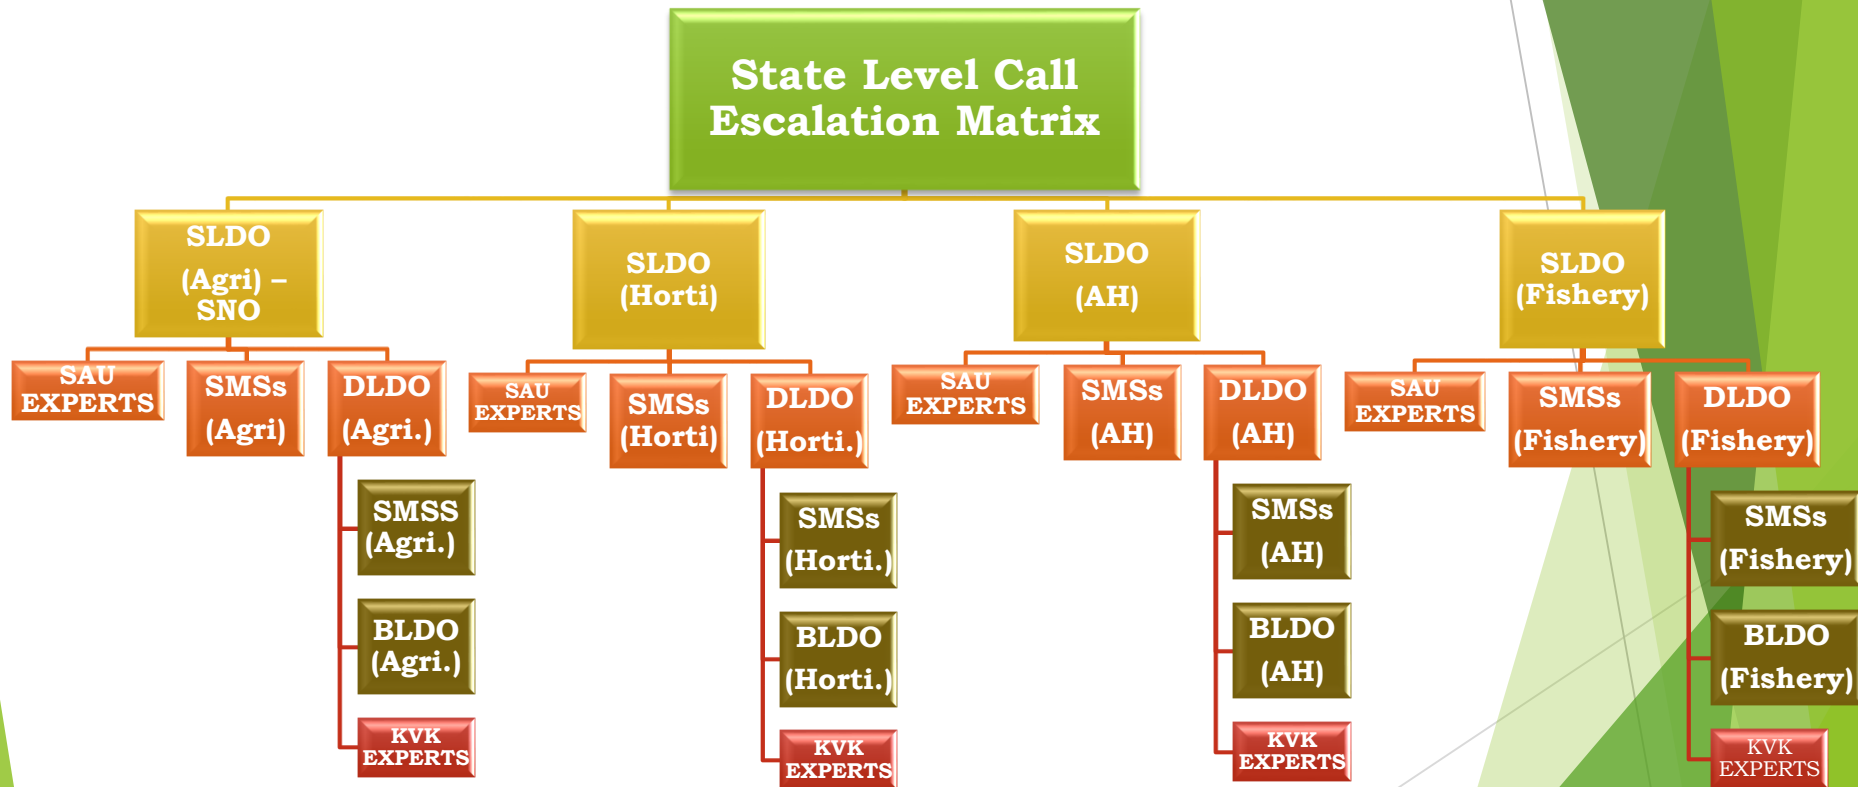 State Level Call
Escalation Matrix
SLDO
(Agri) –
SNO
SLDO
(Horti)
SLDO
(AH)
SLDO
(Fishery)
SAU
EXPERTS
SMSs
(Agri)
DLDO
(Agri.)
SAU
EXPERTS
SMSs
(Horti)
DLDO
(Horti.)
SAU
EXPERTS
SMSs
(AH)
DLDO
(AH)
SAU
EXPERTS
SMSs
(Fishery)
DLDO
(Fishery)
SMSS
(Agri.)
BLDO
(Agri.)
KVK
EXPERTS
SMSs
(Horti.)
BLDO
(Horti.)
KVK
EXPERTS
SMSs
(AH)
BLDO
(AH)
KVK
EXPERTS
SMSs
(Fishery)
BLDO
(Fishery)
KVK
EXPERTS